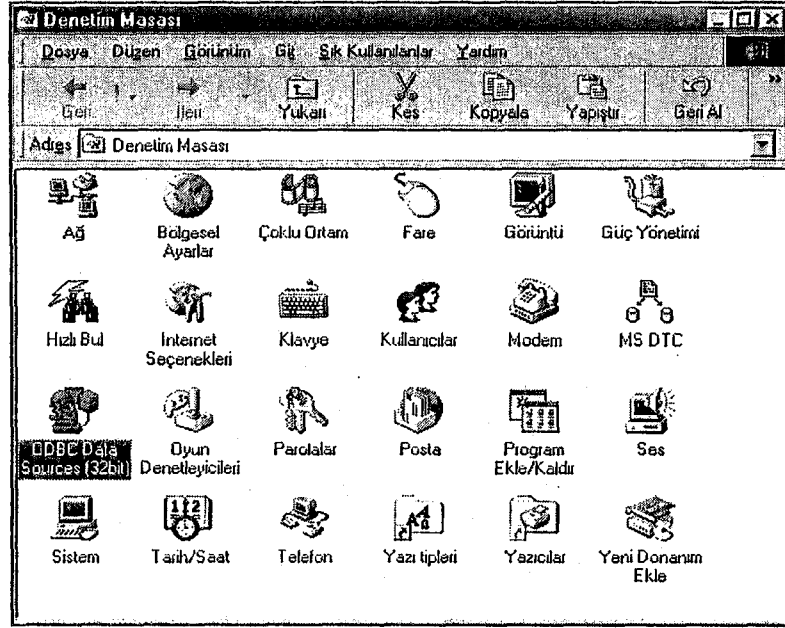 Denetim Masası
Dosya Düzen Görünüm Git Sık Kullanılanlar Yardım
Geri İleri Yukarı Kes Kopyala Yapıştır Geri Al »
Adres Denetim Masası
Ağ Bölgesel Ayarlar Çoklu Ortam Fare Görüntü Güç Yönetimi
Hızlı Bul Internet Seçenekleri Klavye Kullanıcılar Modem MS DTC
ODBC Data Sources (32bit) Oyun Denetleyicileri Parolalar Posta Program Ekle/Kaldır Ses
Sistem Tarih/Saat Telefon Yazı tipleri Yazıcılar Yeni Donanım Ekle